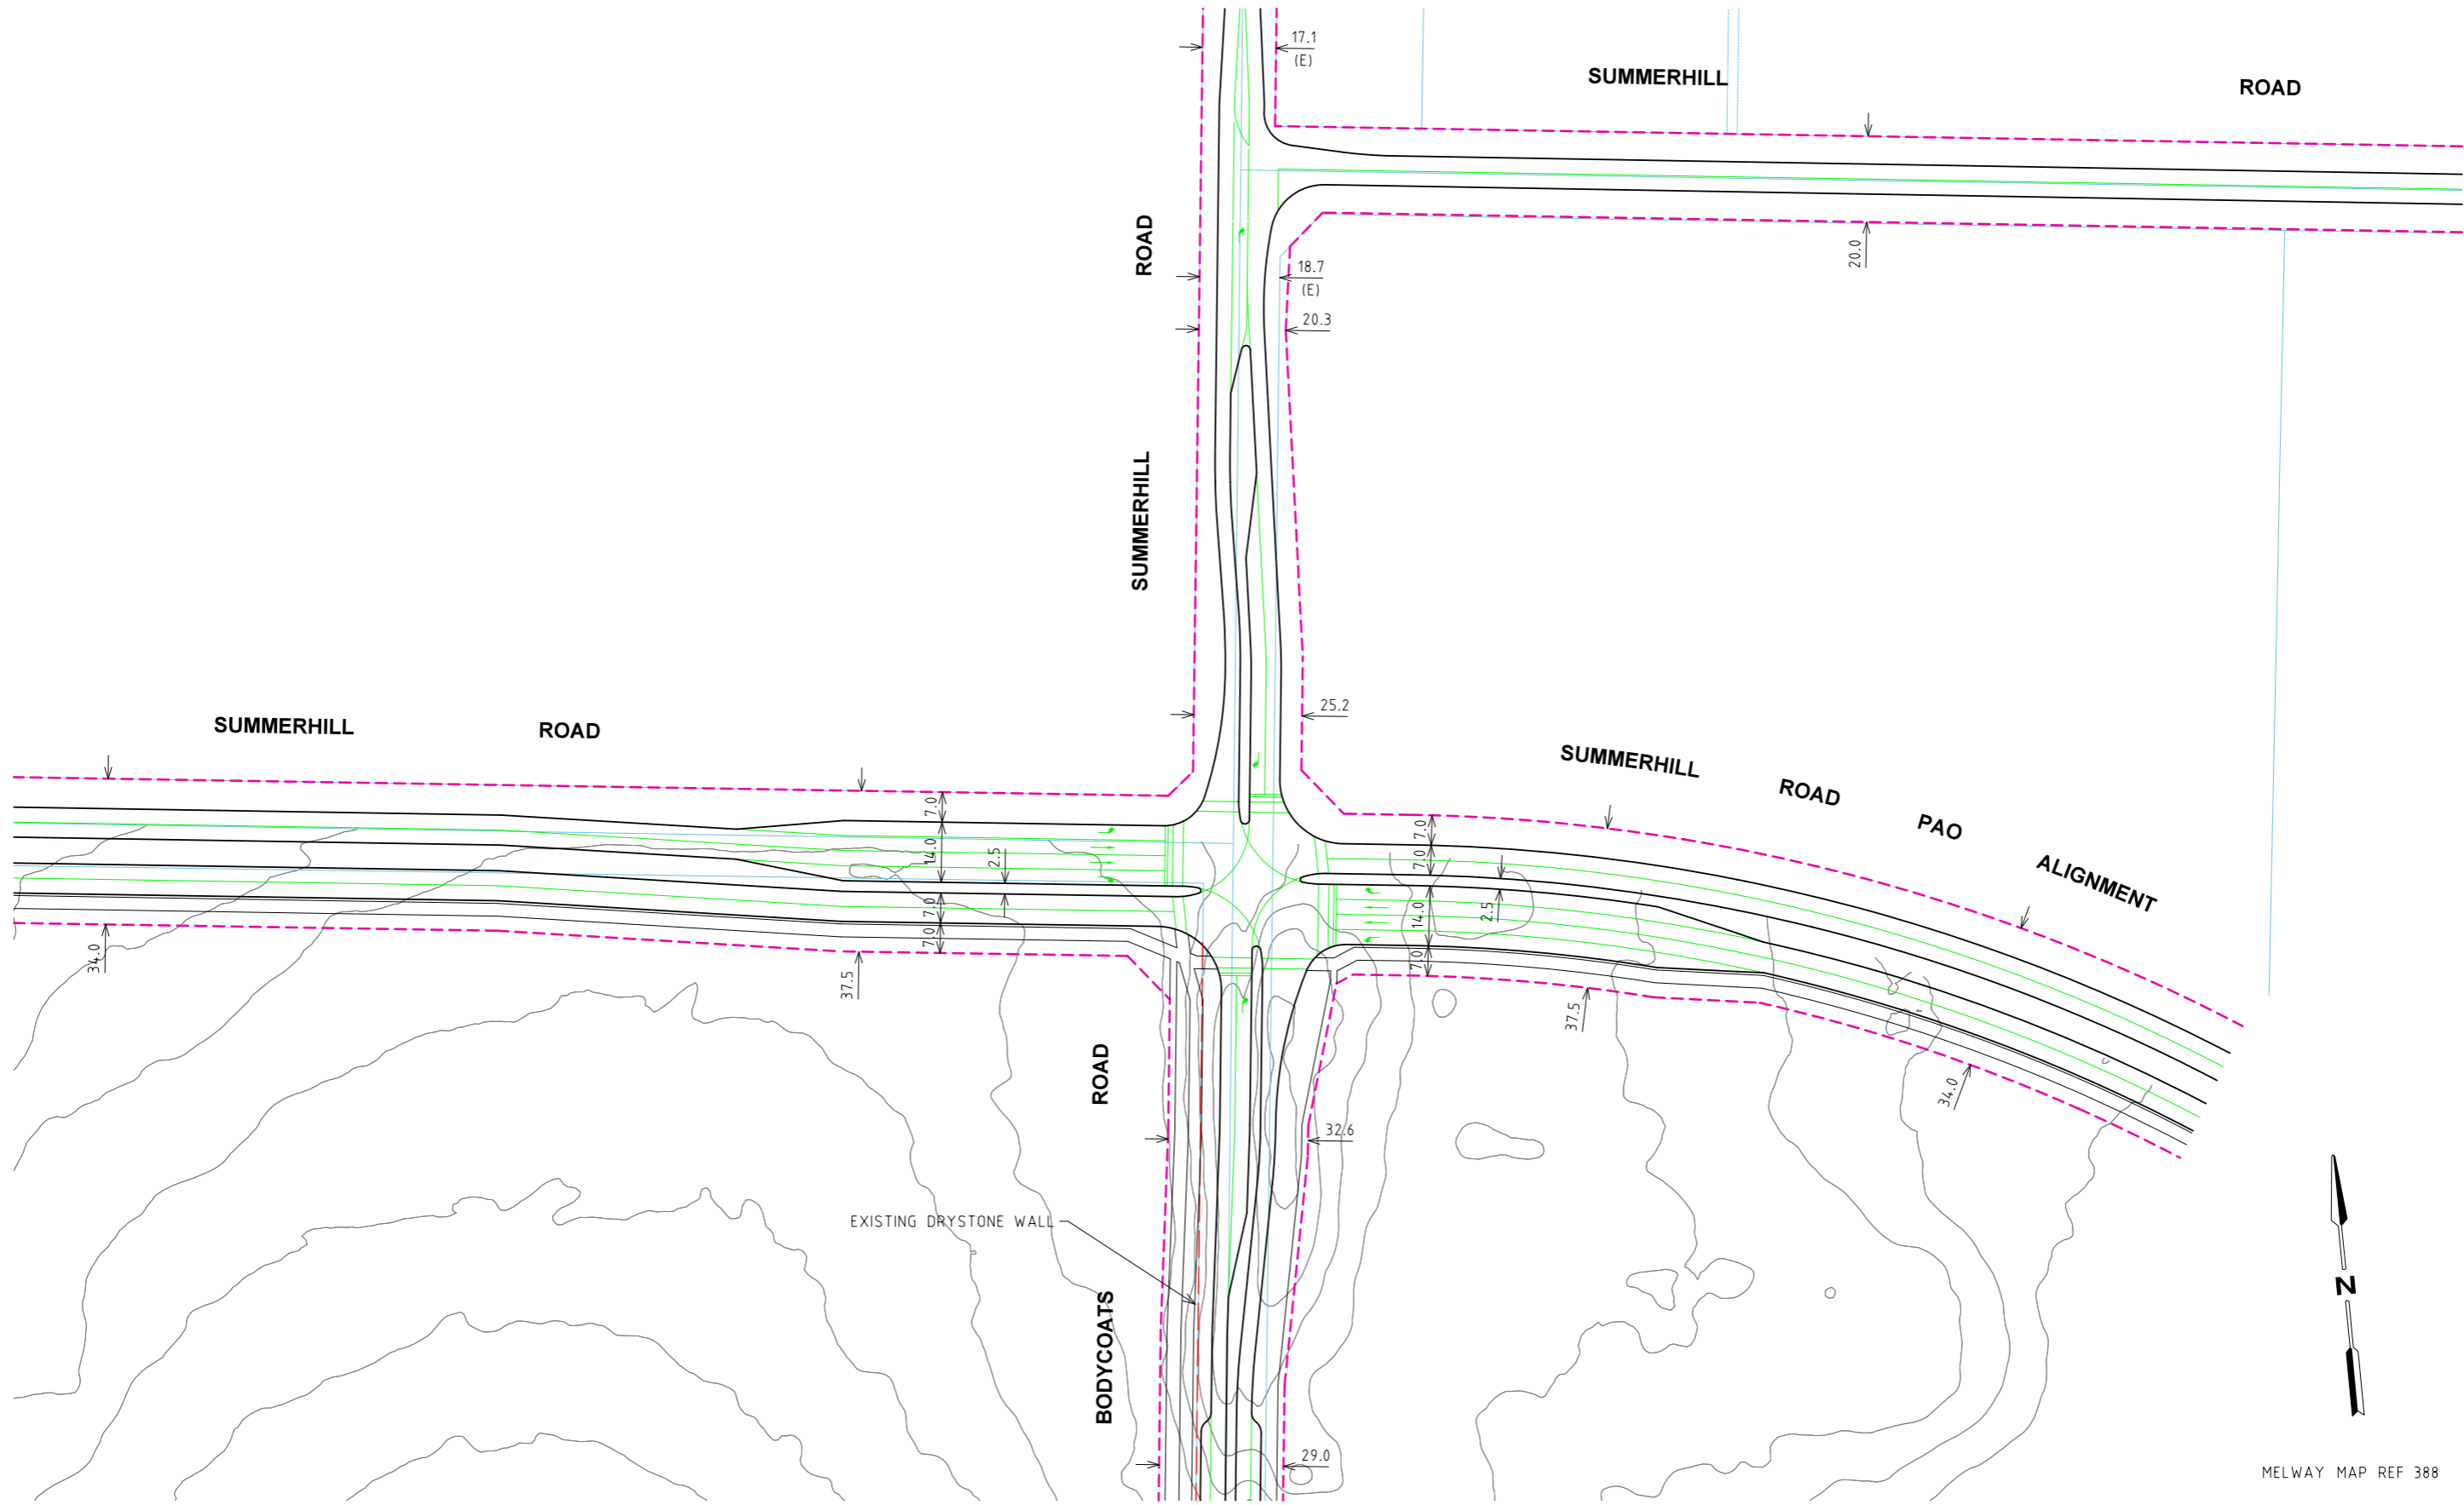 17.1
(E)
SUMMERHILL
ROAD
ROAD
20.0
18.7
(E)
20.3
SUMMERHILL
25.2
SUMMERHILL
ROAD
SUMMERHILL
ROAD
PAO
ALIGNMENT
7.0
14.0
2.5
7.0
7.0
34.0
37.5
7.0
7.0
2.5
14.0
7.0
37.5
34.0
ROAD
32.6
EXISTING DRYSTONE WALL
BODYCOATS
N
29.0
MELWAY MAP REF 388